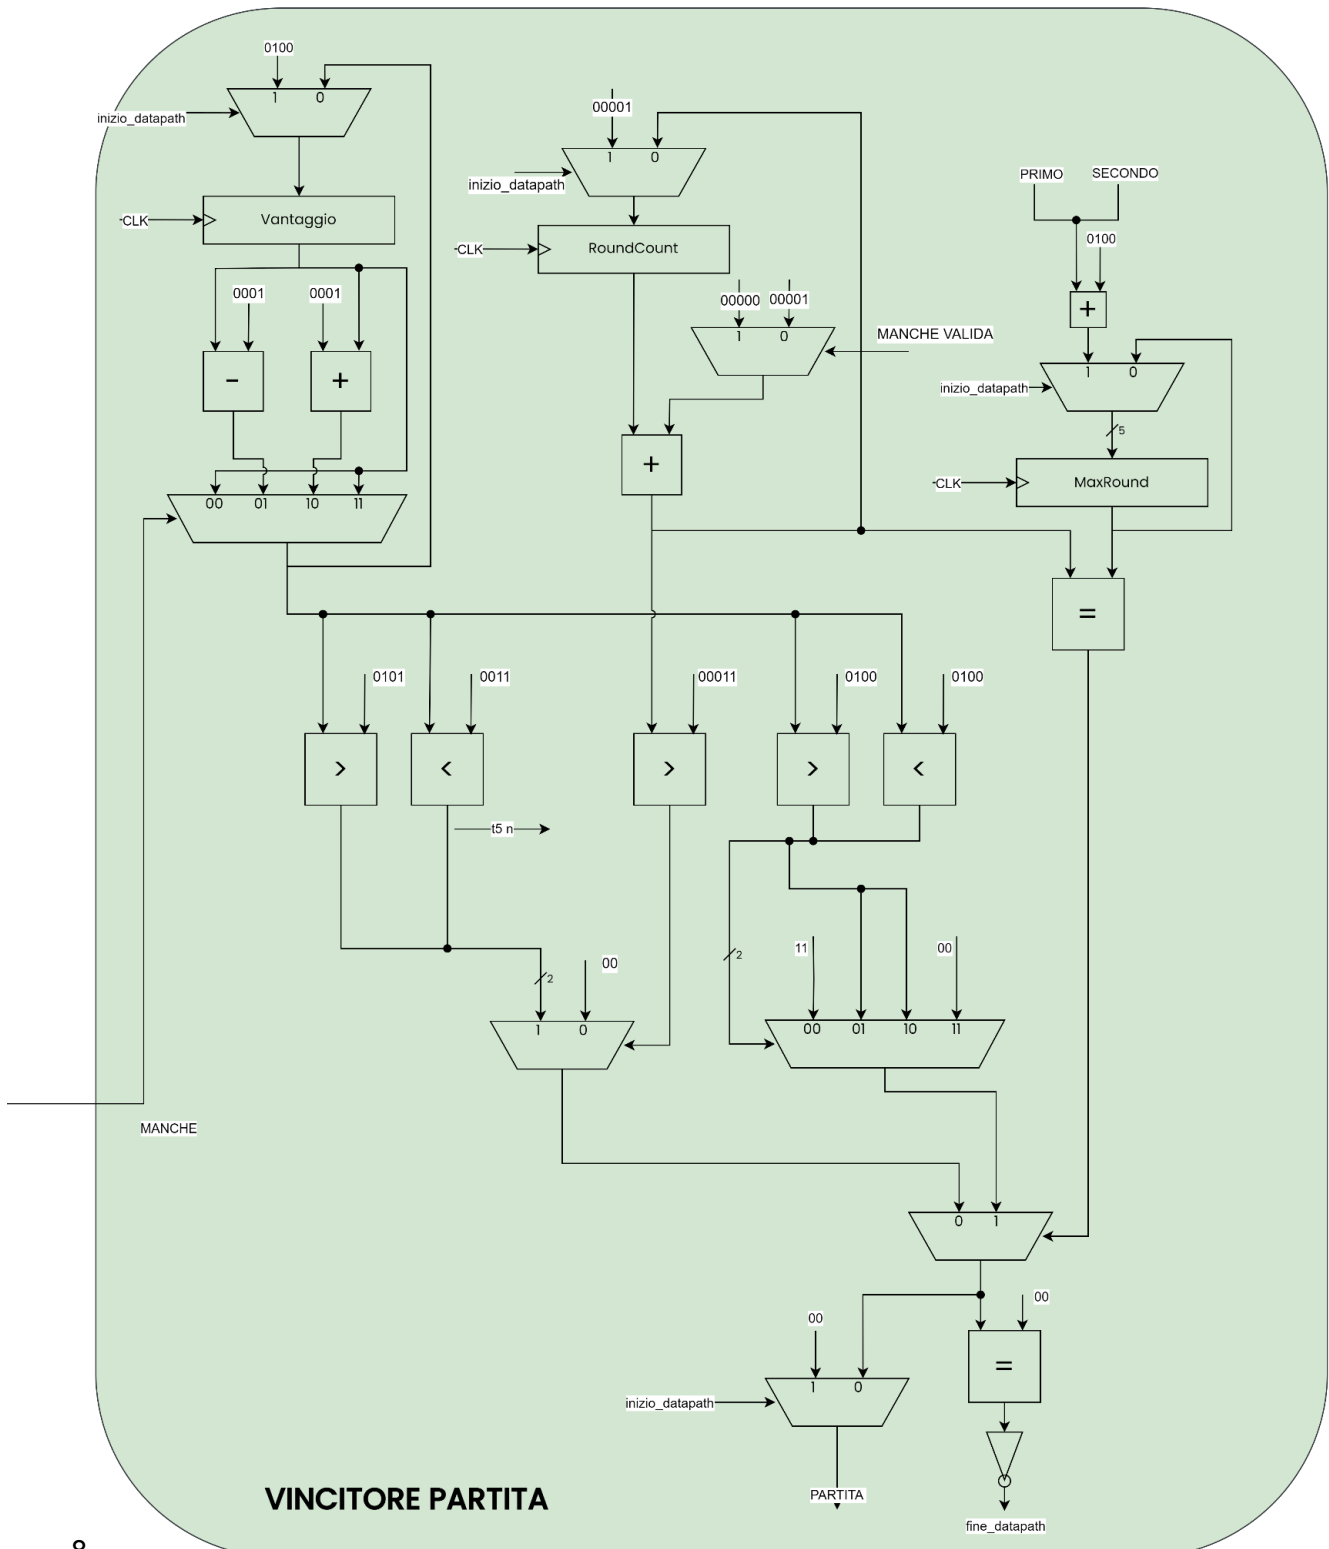 0100
1 0
inizio_datapath
CLK
Vantaggio
0001
0001
-
+
00 01 10 11
00001
1 0
inizio_datapath
CLK
RoundCount
00000 00001
1 0
MANCHE VALIDA
+
PRIMO SECONDO
0100
+
1 0
inizio_datapath
5
CLK
MaxRound
=
0101
0011
00011
0100
0100
>
<
>
>
<
t5 n
2
00
1 0
2
11
00
00 01 10 11
MANCHE
0 1
00
00
=
1 0
inizio_datapath
PARTITA
VINCITORE PARTITA
fine_datapath